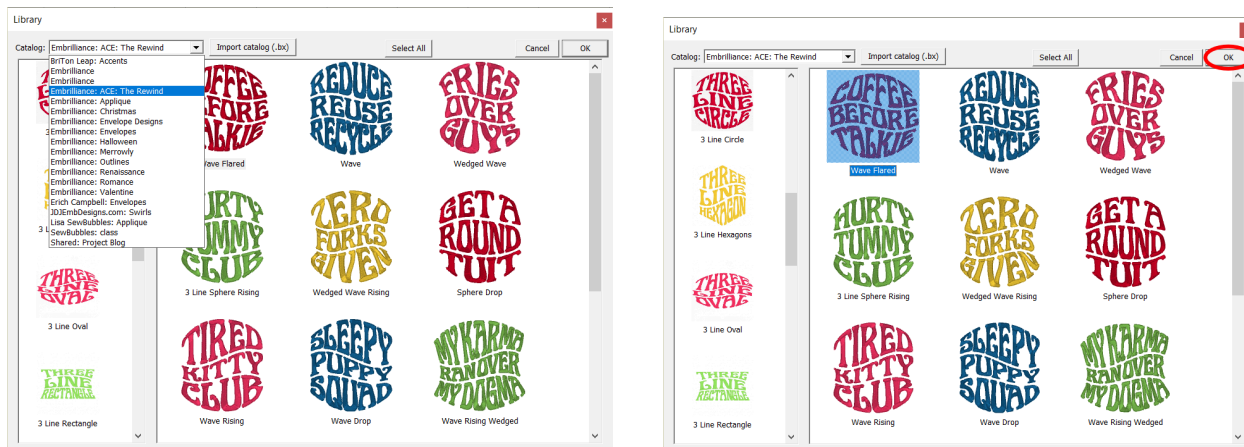 Library
Catalog: Embrilliance: ACE: The Rewind Import catalog (.bx) Select All Cancel OK
BriTon Leap: Accents
Embrilliance
Embrilliance
Embrilliance: ACE: The Rewind
Embrilliance: Applique
Embrilliance: Christmas
Embrilliance: Envelope Designs
Embrilliance: Envelopes
Embrilliance: Halloween
Embrilliance: Merrowly
Embrilliance: Outlines
Embrilliance: Renaissance
Embrilliance: Romance
Embrilliance: Valentine
Erich Campbell: Envelopes
JDJEmbDesigns.com: Swirls
Lisa SewBubbles: Applique
SewBubbles: class
Shared: Project Blog
REDUCE
REUSE
RECYCLE
FRIES
OVER
GUYS
Wave Flared
Wave
Wedged Wave
ZERO
FORKS
GIVEN
GET A
ROUND
TUIT
3 Line Sphere Rising
Wedged Wave Rising
Sphere Drop
THREE
LINE
OVAL
3 Line Oval
TIRED
KITTY
CLUB
SLEEPY
PUPPY
SQUAD
MY KARMA
RAN OVER
MY DOGMA
THREE
LINE
RECTANGLE
3 Line Rectangle
Wave Rising
Wave Drop
Wave Rising Wedged
Library
Catalog: Embrilliance: ACE: The Rewind Import catalog (.bx) Select All Cancel OK
THREE
LINE
CIRCLE
3 Line Circle
COFFEE
BEFORE
TALKIE
REDUCE
REUSE
RECYCLE
FRIES
OVER
GUYS
Wave Flared
Wave
Wedged Wave
THREE
LINE
HEXAGON
3 Line Hexagons
HURTY
TUMMY
CLUB
ZERO
FORKS
GIVEN
GET A
ROUND
TUIT
3 Line Sphere Rising
Wedged Wave Rising
Sphere Drop
THREE
LINE
OVAL
3 Line Oval
TIRED
KITTY
CLUB
SLEEPY
PUPPY
SQUAD
MY KARMA
RAN OVER
MY DOGMA
THREE
LINE
RECTANGLE
3 Line Rectangle
Wave Rising
Wave Drop
Wave Rising Wedged